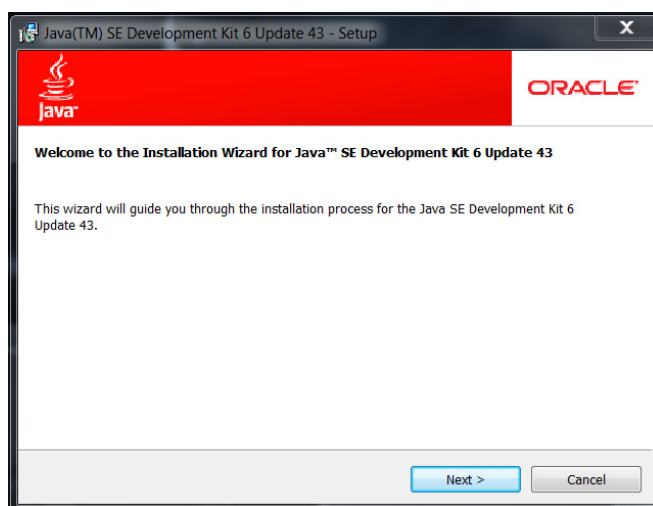 Java(TM) SE Development Kit 6 Update 43 - Setup
X
Java™
ORACLE®
Welcome to the Installation Wizard for Java™ SE Development Kit 6 Update 43
This wizard will guide you through the installation process for the Java SE Development Kit 6
Update 43.
Next >
Cancel